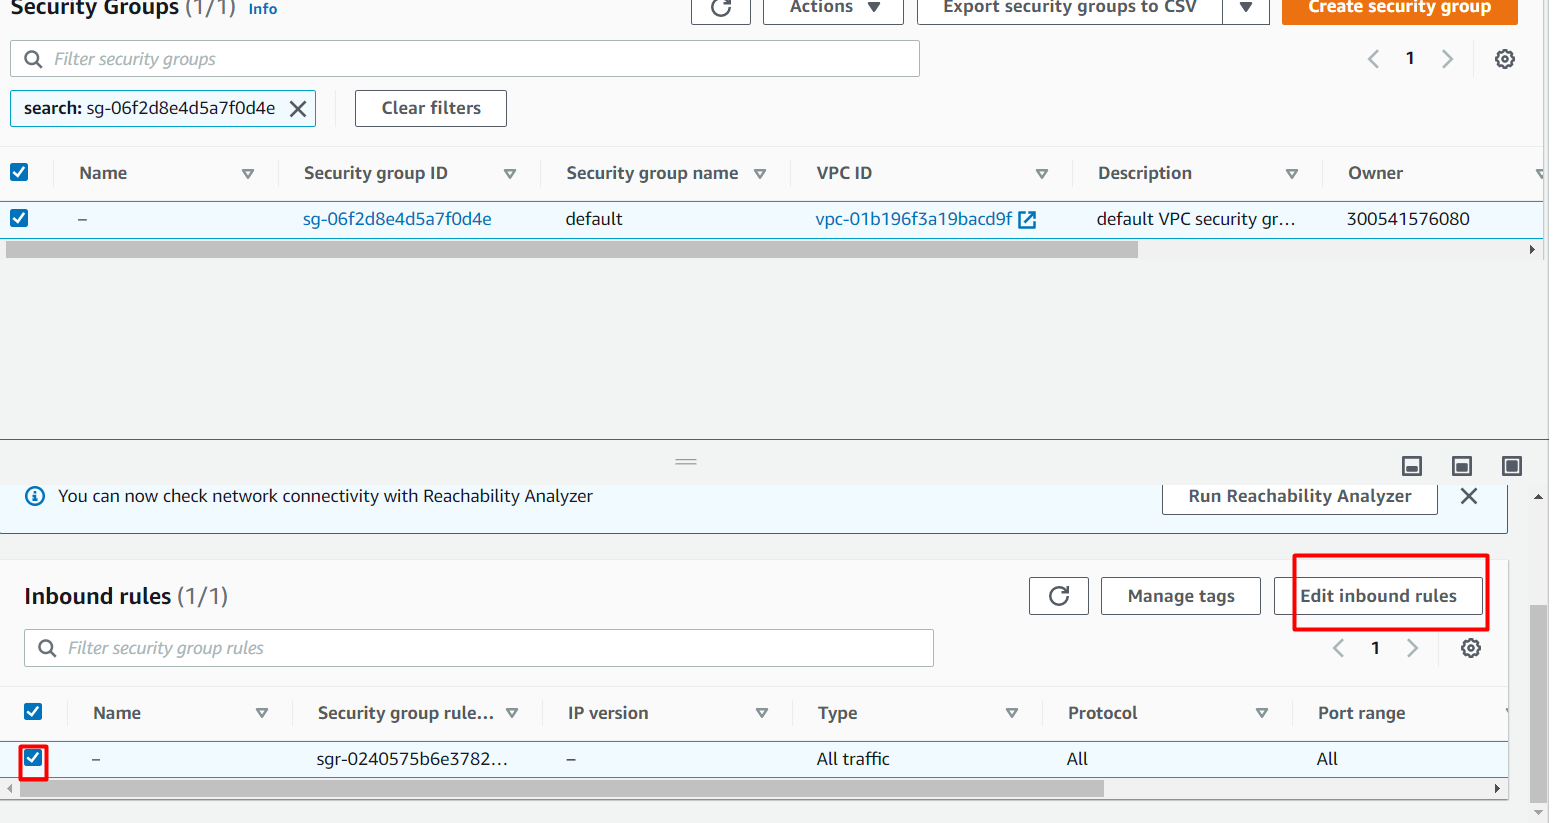 Security Groups (1/1) Info
Actions
Export security groups to CSV
Create security group
Filter security groups
1
search: sg-06f2d8e4d5a7f0d4e
Clear filters
Name Security group ID Security group name VPC ID Description Owner
– sg-06f2d8e4d5a7f0d4e default vpc-01b196f3a19bacd9f default VPC security gr... 300541576080
You can now check network connectivity with Reachability Analyzer
Run Reachability Analyzer
Inbound rules (1/1)
Manage tags
Edit inbound rules
Filter security group rules
1
Name Security group rule... IP version Type Protocol Port range
– sgr-0240575b6e3782... – All traffic All All